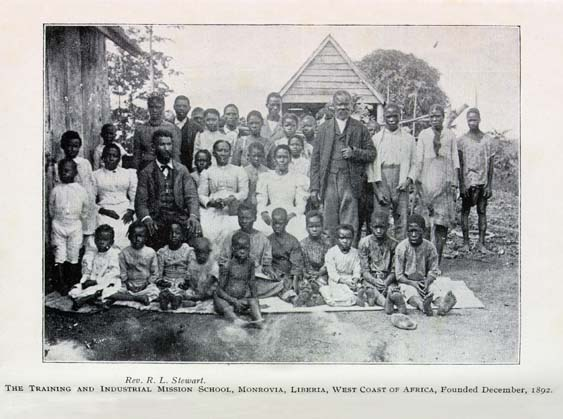 Rev. R. L. Stewart.
The Training and Industrial Mission School, Monrovia, Liberia, West Coast of Africa, Founded December, 1892.